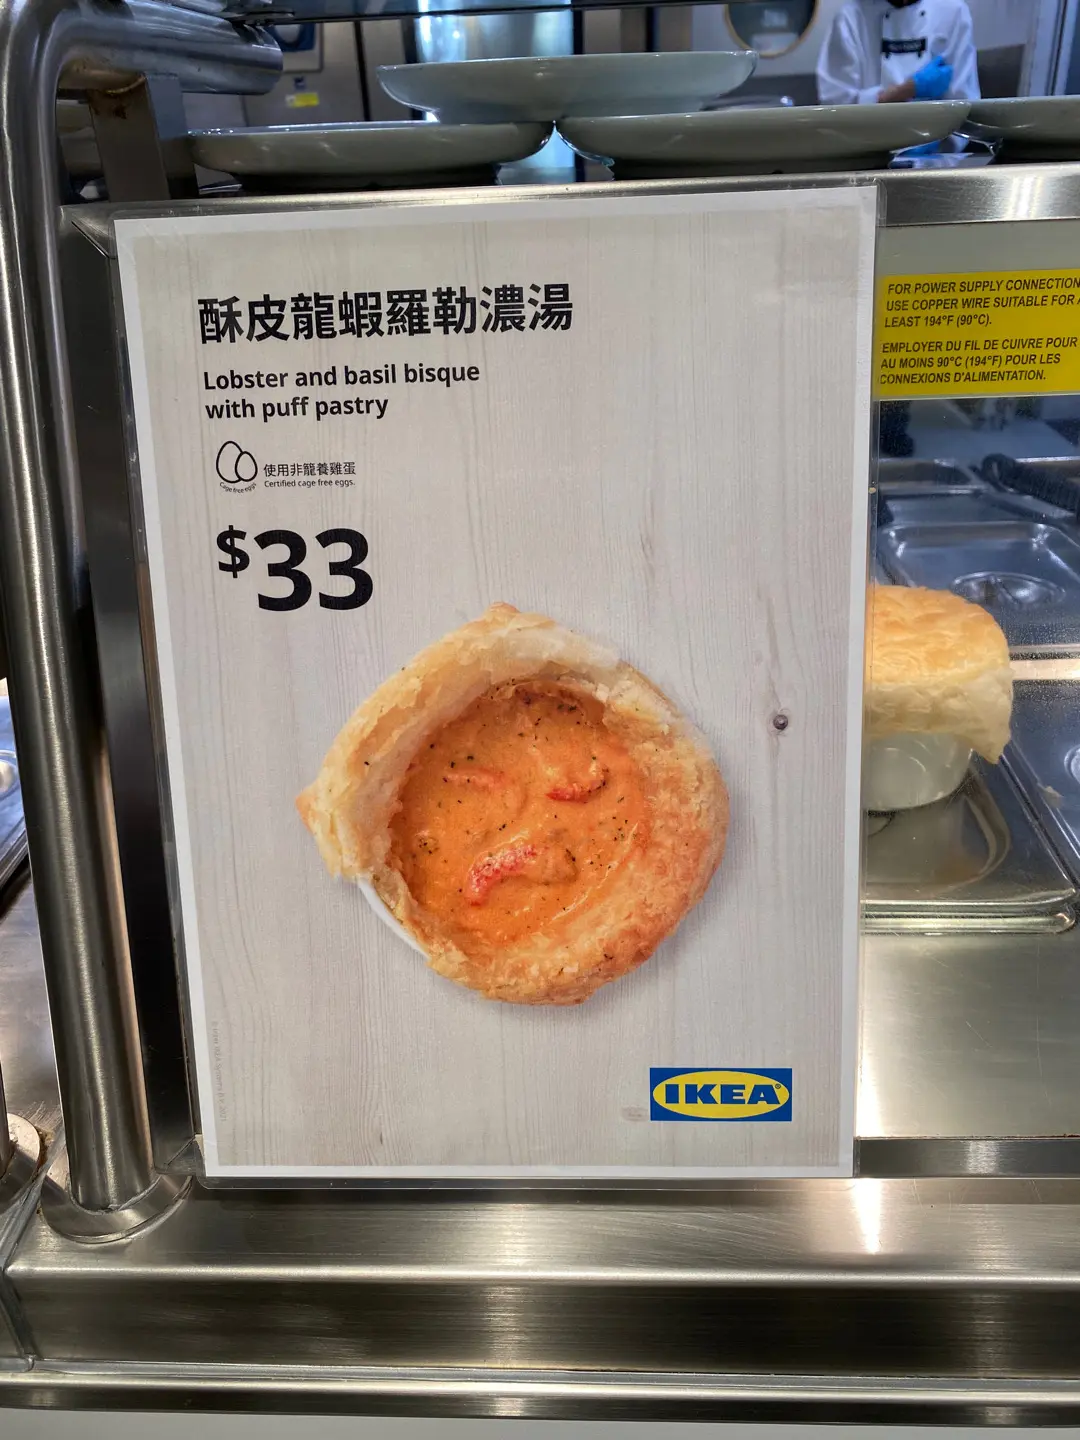 酥皮龍蝦羅勒濃湯
Lobster and basil bisque
with puff pastry
Cage free eggs
使用非籠養雞蛋
Certified cage free eggs.
$33
IKEA
FOR POWER SUPPLY CONNECTION
USE COPPER WIRE SUITABLE FOR
LEAST 194°F (90°C).
EMPLOYER DU FIL DE CUIVRE POUR
AU MOINS 90°C (194°F) POUR LES
CONNEXIONS D'ALIMENTATION.